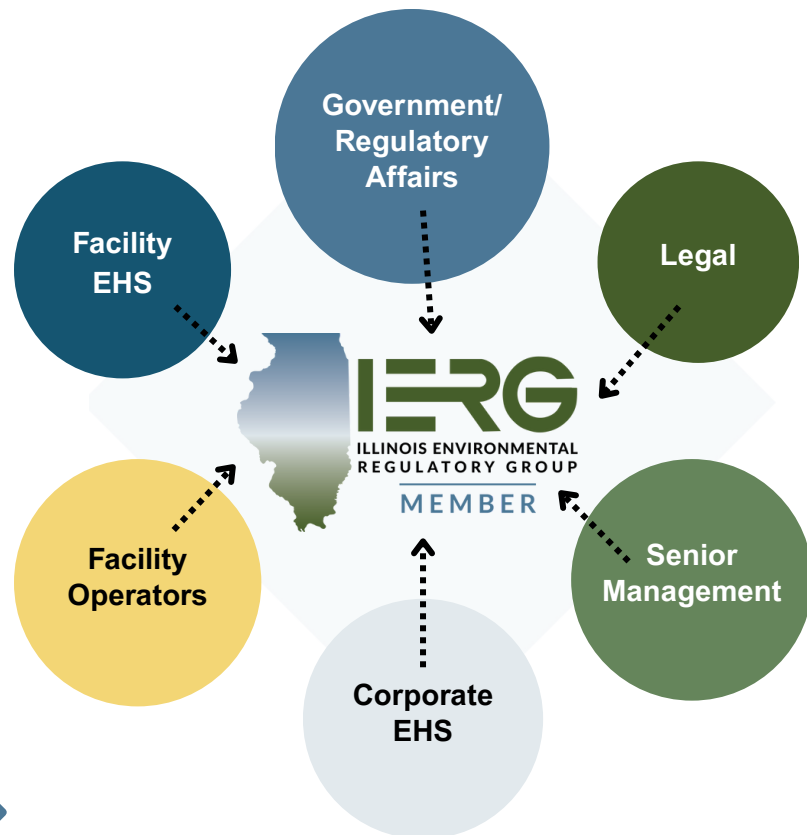 Government/
Regulatory
Affairs
Facility
EHS
Legal
IERG
ILLINOIS ENVIRONMENTAL
REGULATORY GROUP
MEMBER
Facility
Operators
Senior
Management
Corporate
EHS